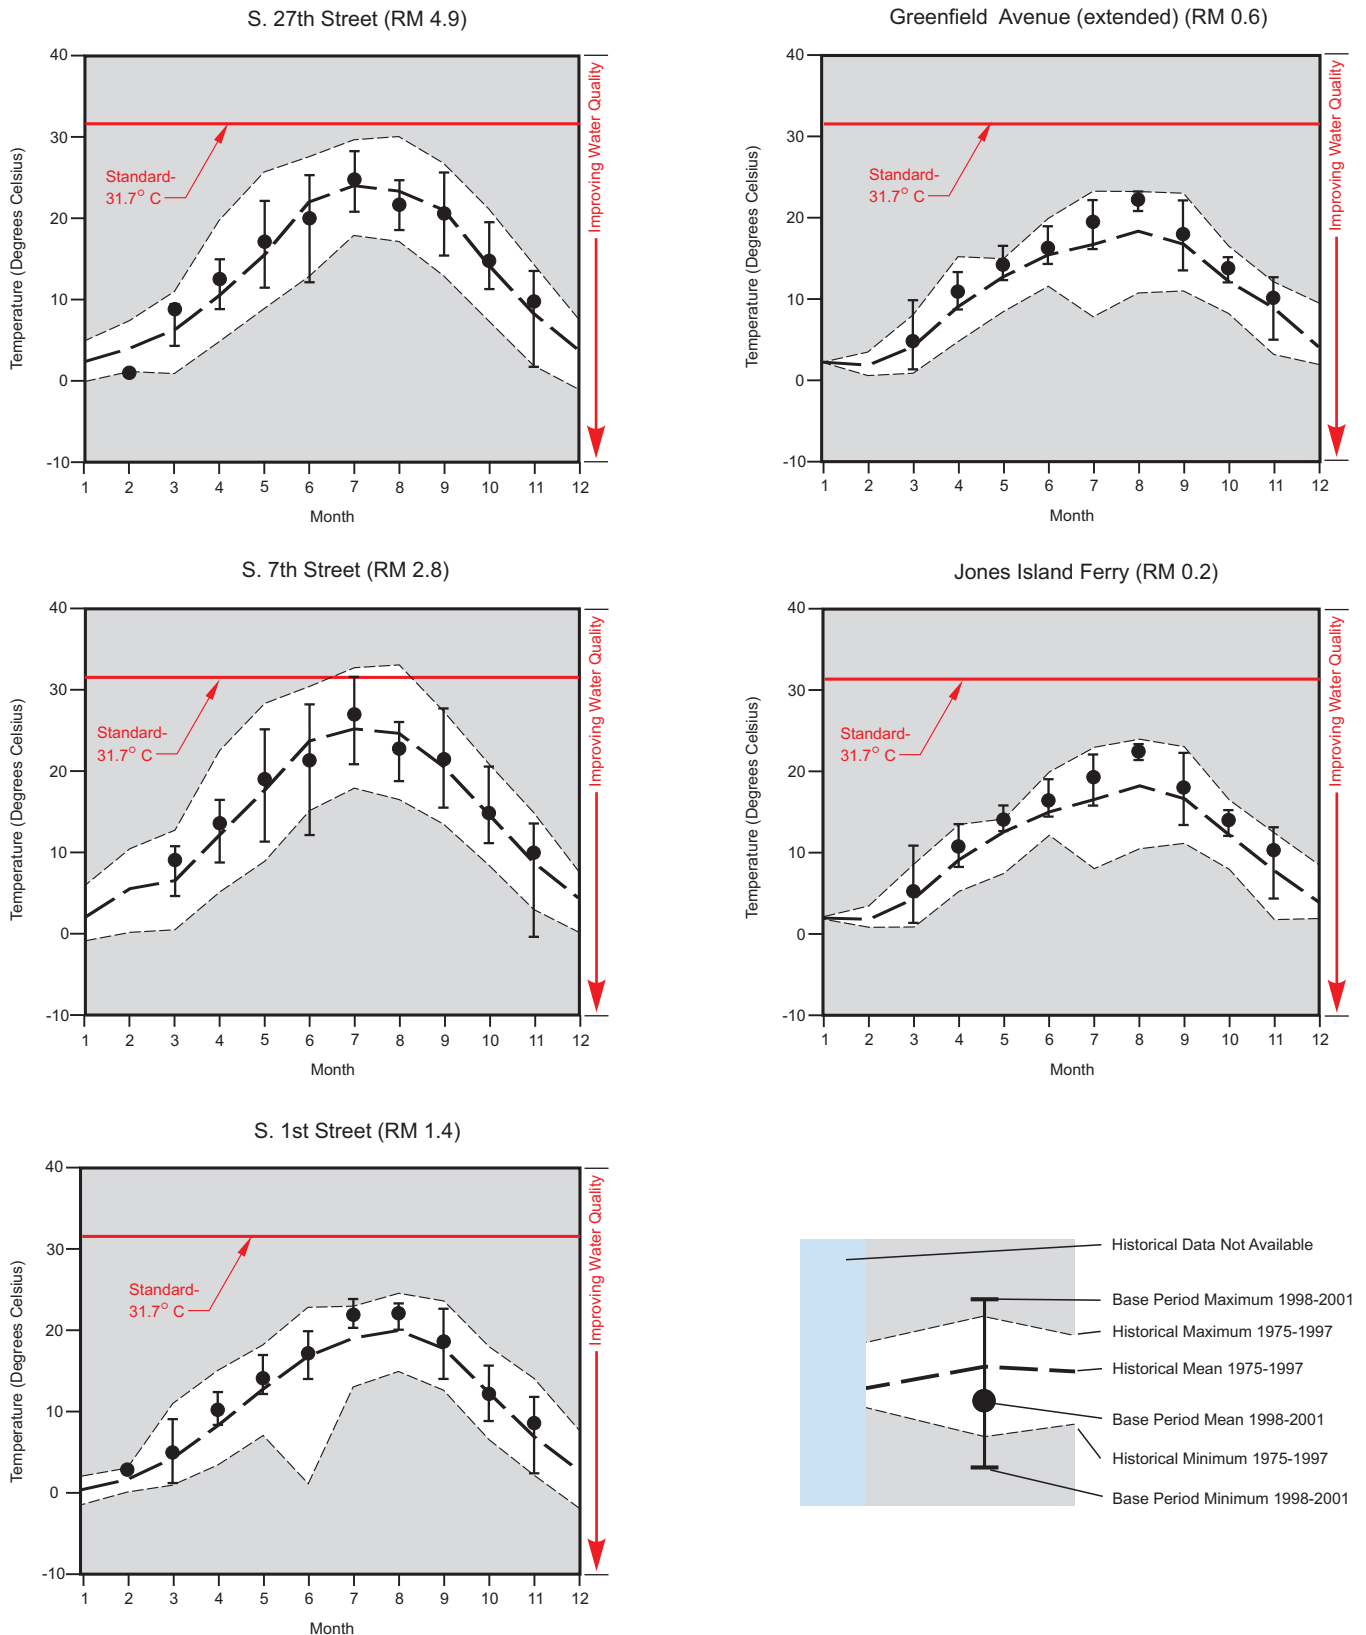 S. 27th Street (RM 4.9)
40
30
20
10
0
-10
Temperature (Degrees Celsius)
Standard-
31.7° C
Improving Water Quality
1 2 3 4 5 6 7 8 9 10 11 12
Month
Greenfield Avenue (extended) (RM 0.6)
40
30
20
10
0
-10
Temperature (Degrees Celsius)
Standard-
31.7° C
Improving Water Quality
1 2 3 4 5 6 7 8 9 10 11 12
Month
S. 7th Street (RM 2.8)
40
30
20
10
0
-10
Temperature (Degrees Celsius)
Standard-
31.7° C
Improving Water Quality
1 2 3 4 5 6 7 8 9 10 11 12
Month
Jones Island Ferry (RM 0.2)
40
30
20
10
0
-10
Temperature (Degrees Celsius)
Standard-
31.7° C
Improving Water Quality
1 2 3 4 5 6 7 8 9 10 11 12
Month
S. 1st Street (RM 1.4)
40
30
20
10
0
-10
Temperature (Degrees Celsius)
Standard-
31.7° C
Improving Water Quality
1 2 3 4 5 6 7 8 9 10 11 12
Month
Historical Data Not Available
Base Period Maximum 1998-2001
Historical Maximum 1975-1997
Historical Mean 1975-1997
Base Period Mean 1998-2001
Historical Minimum 1975-1997
Base Period Minimum 1998-2001